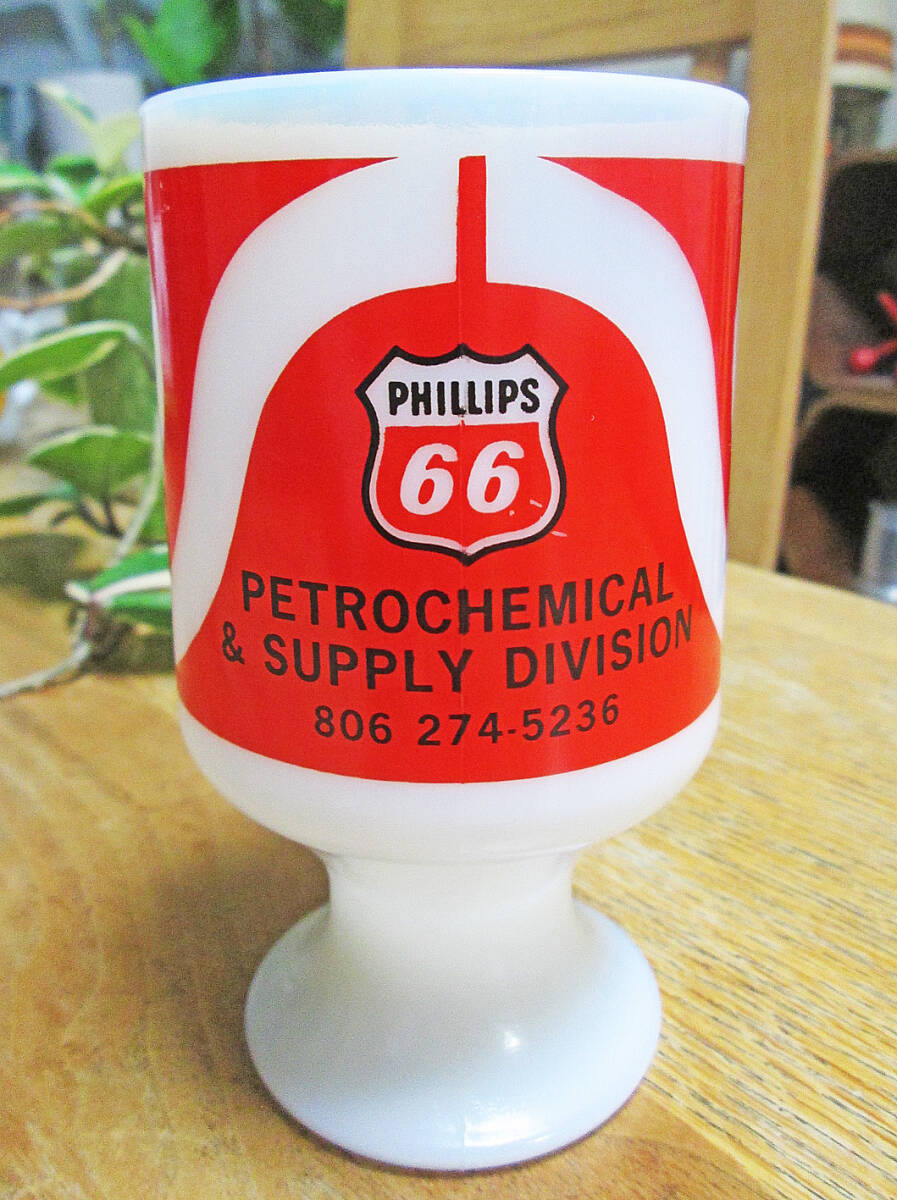 PHILLIPS
66
PETROCHEMICAL
& SUPPLY DIVISION
806 274-5236